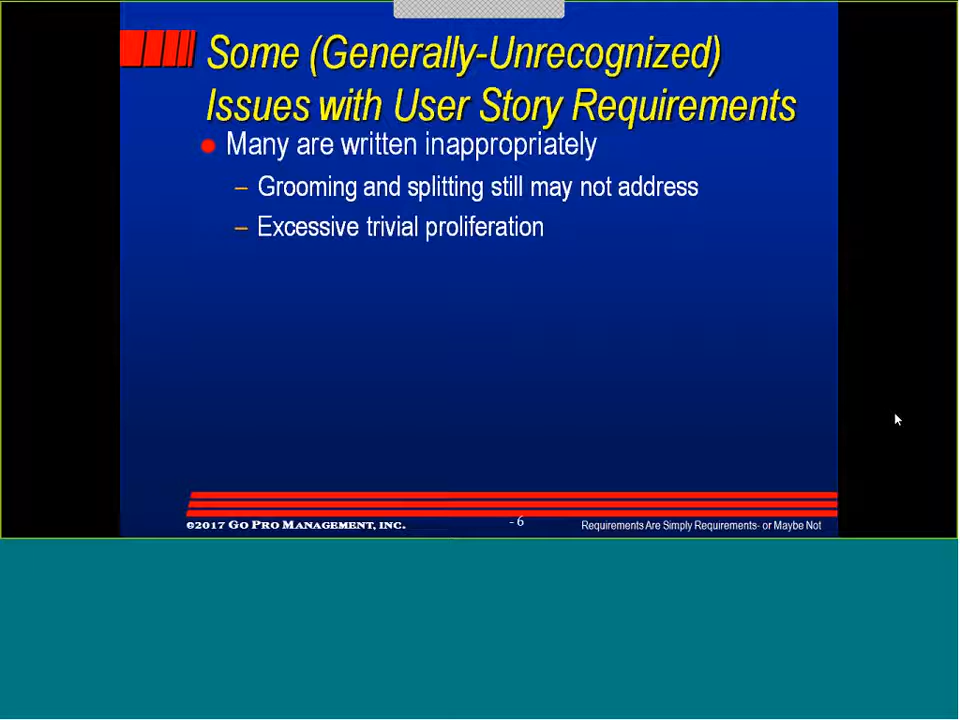 Some (Generally-Unrecognized)
Issues with User Story Requirements
Many are written inappropriately
– Grooming and splitting still may not address
– Excessive trivial proliferation
©2017 GO PRO MANAGEMENT, INC.
- 6
Requirements Are Simply Requirements- or Maybe Not